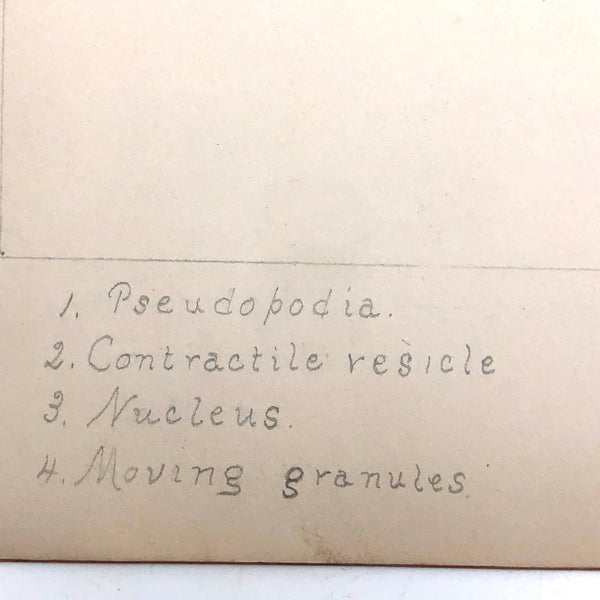 1. Pseudopodia.
2. Contractile vesicle
3. Nucleus.
4. Moving granules.